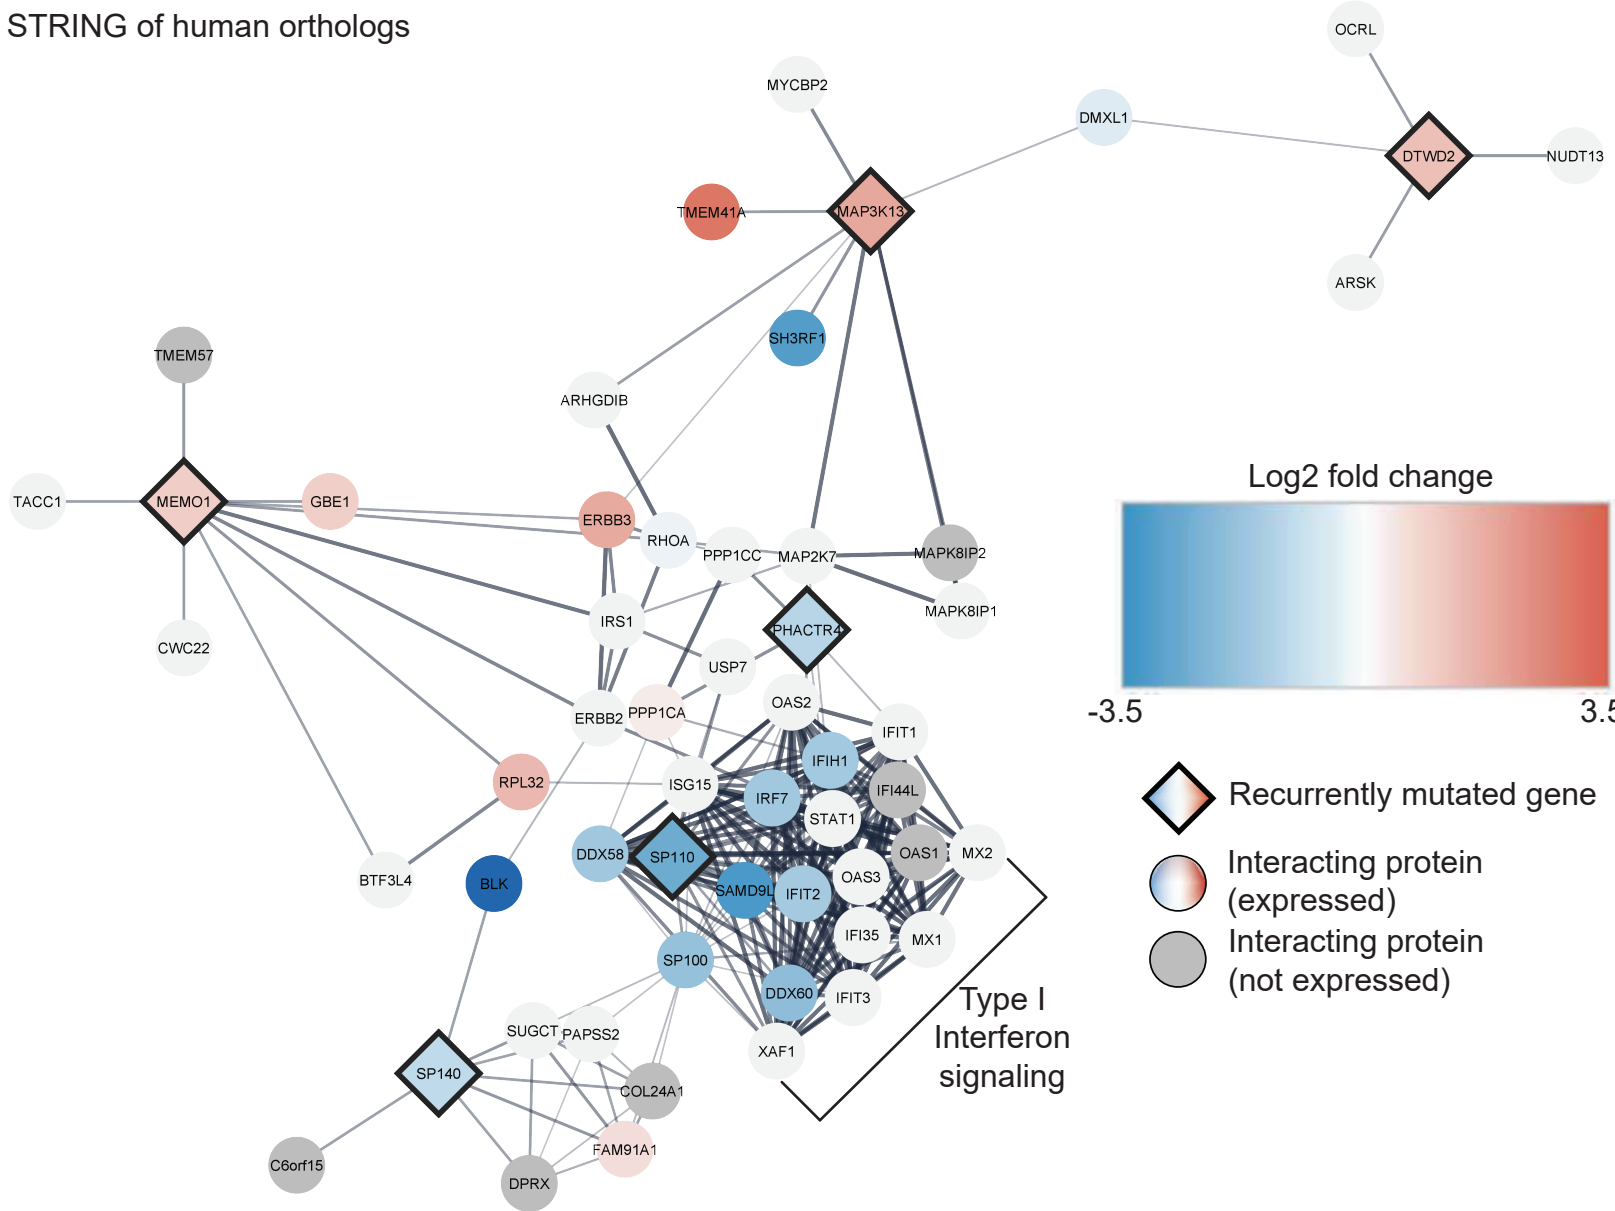 STRING of human orthologs
OCRL
MYCBP2
DMXL1
DTWD2
NUDT13
TMEM41A
MAP3K13
ARSK
SH3RF1
TMEM57
ARHGDIB
Log2 fold change
TACC1
MEMO1
GBE1
ERBB3
RHOA
PPP1CC
MAP2K7
MAPK8IP2
MAPK8IP1
IRS1
PHACTR4
CWC22
USP7
-3.5
3.5
OAS2
ERBB2
PPP1CA
IFIT1
IFIH1
RPL32
ISG15
IRF7
IFI44L
Recurrently mutated gene
STAT1
DDX58
SP110
OAS1
MX2
Interacting protein
(expressed)
BTF3L4
BLK
SAMD9L
IFIT2
OAS3
IFI35
MX1
Interacting protein
(not expressed)
SP100
DDX60
IFIT3
Type I
Interferon
signaling
SUGCT
PAPSS2
XAF1
SP140
COL24A1
FAM91A1
C6orf15
DPRX